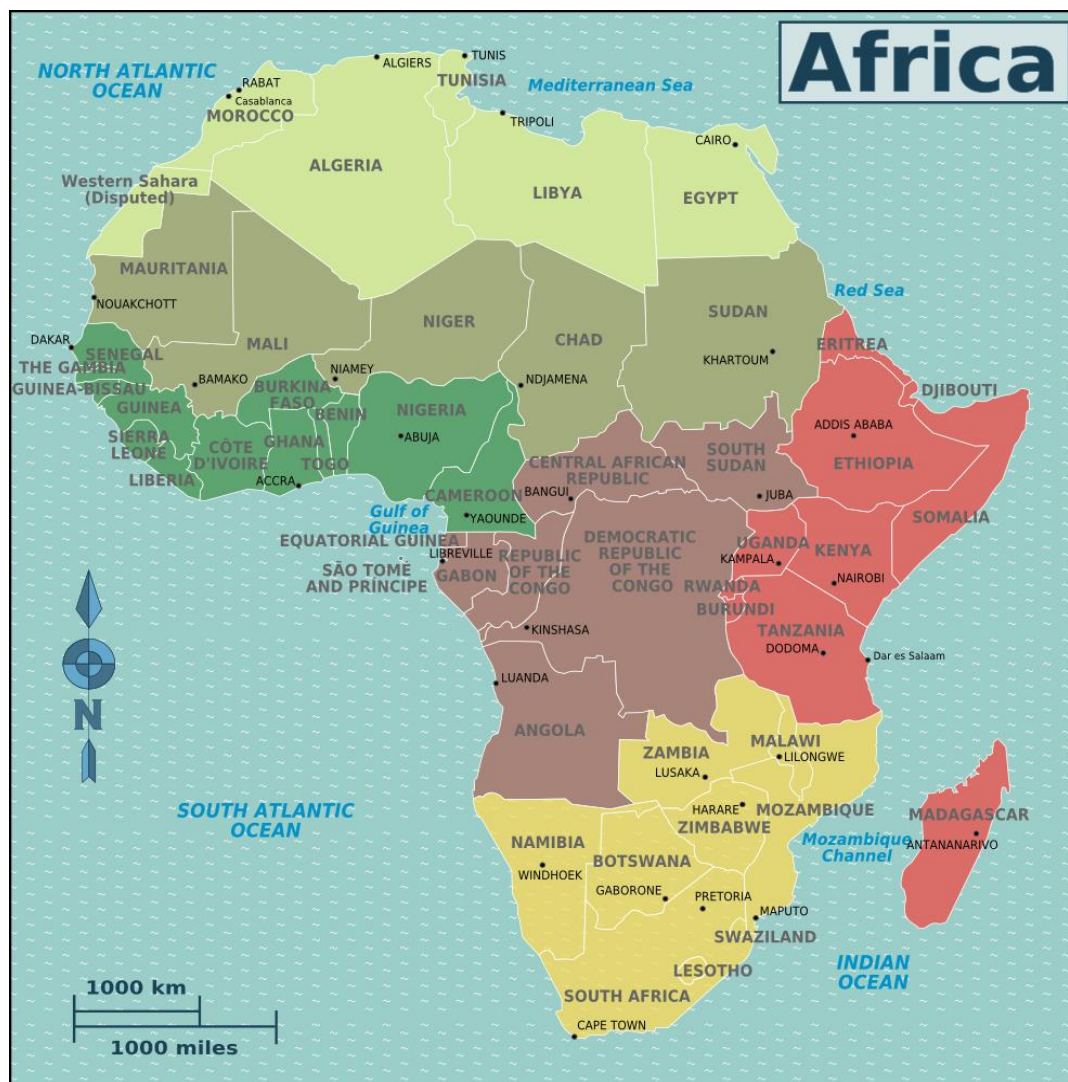 Africa
NORTH ATLANTIC
OCEAN
TUNIS
ALGIERS
TUNISIA
Mediterranean Sea
RABAT
Casablanca
MOROCCO
TRIPOLI
CAIRO
ALGERIA
Western Sahara
(Disputed)
LIBYA
EGYPT
MAURITANIA
Red Sea
NOUAKCHOTT
NIGER
SUDAN
DAKAR
MALI
CHAD
ERITREA
SENEGAL
KHARTOUM
THE GAMBIA
NIAMEY
BAMAKO
NDJAMENA
GUINEA-BISSAU
BURKINA
FASO
DJIBOUTI
GUINEA
BENIN
NIGERIA
ADDIS ABABA
ABUJA
SIERRA
LEONE
CÔTE
D'IVOIRE
GHANA
TOGO
CENTRAL AFRICAN
REPUBLIC
SOUTH
SUDAN
ETHIOPIA
LIBERIA
ACCRA
CAMEROON
BANGUI
JUBA
Gulf of
Guinea
YAOUNDE
SOMALIA
EQUATORIAL GUINEA
LIBREVILLE
GABON
REPUBLIC
OF THE
CONGO
DEMOCRATIC
REPUBLIC
OF THE
CONGO
UGANDA
KENYA
KAMPALA
SÃO TOMÉ
AND PRÍNCIPE
RWANDA
NAIROBI
BURUNDI
KINSHASA
TANZANIA
DODOMA
Dar es Salaam
LUANDA
N
ANGOLA
ZAMBIA
MALAWI
LILONGWE
LUSAKA
SOUTH ATLANTIC
OCEAN
HARARE
MOZAMBIQUE
ZIMBABWE
MADAGASCAR
ANTANANARIVO
Mozambique
Channel
NAMIBIA
WINDHOEK
BOTSWANA
GABORONE
PRETORIA
MAPUTO
SWAZILAND
INDIAN
OCEAN
LESOTHO
SOUTH AFRICA
CAPE TOWN
1000 km
1000 miles